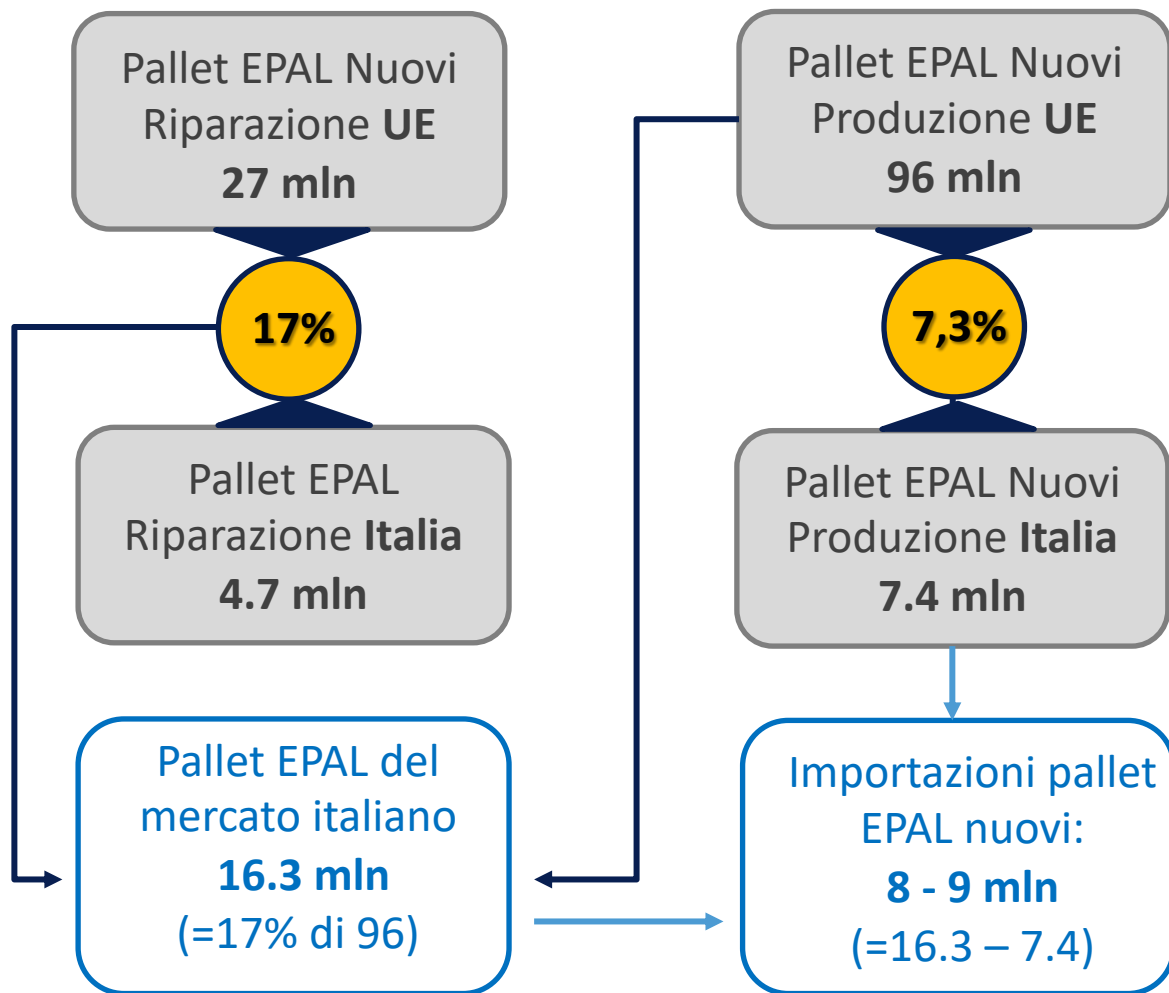 Pallet EPAL Nuovi
Riparazione UE
27 mln
17%
Pallet EPAL
Riparazione Italia
4.7 mln
Pallet EPAL Nuovi
Produzione UE
96 mln
7,3%
Pallet EPAL Nuovi
Produzione Italia
7.4 mln
Pallet EPAL del
mercato italiano
16.3 mln
(=17% di 96)
Importazioni pallet
EPAL nuovi:
8 - 9 mln
(=16.3 – 7.4)